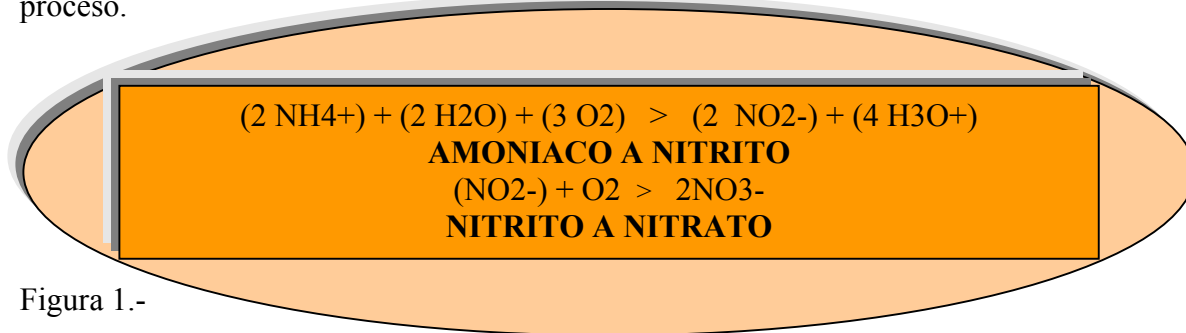 proceso.
(2 NH4+) + (2 H2O) + (3 O2) > (2 NO2-) + (4 H3O+)
AMONIACO A NITRITO
(NO2-) + O2 > 2NO3-
NITRITO A NITRATO
Figura 1.-